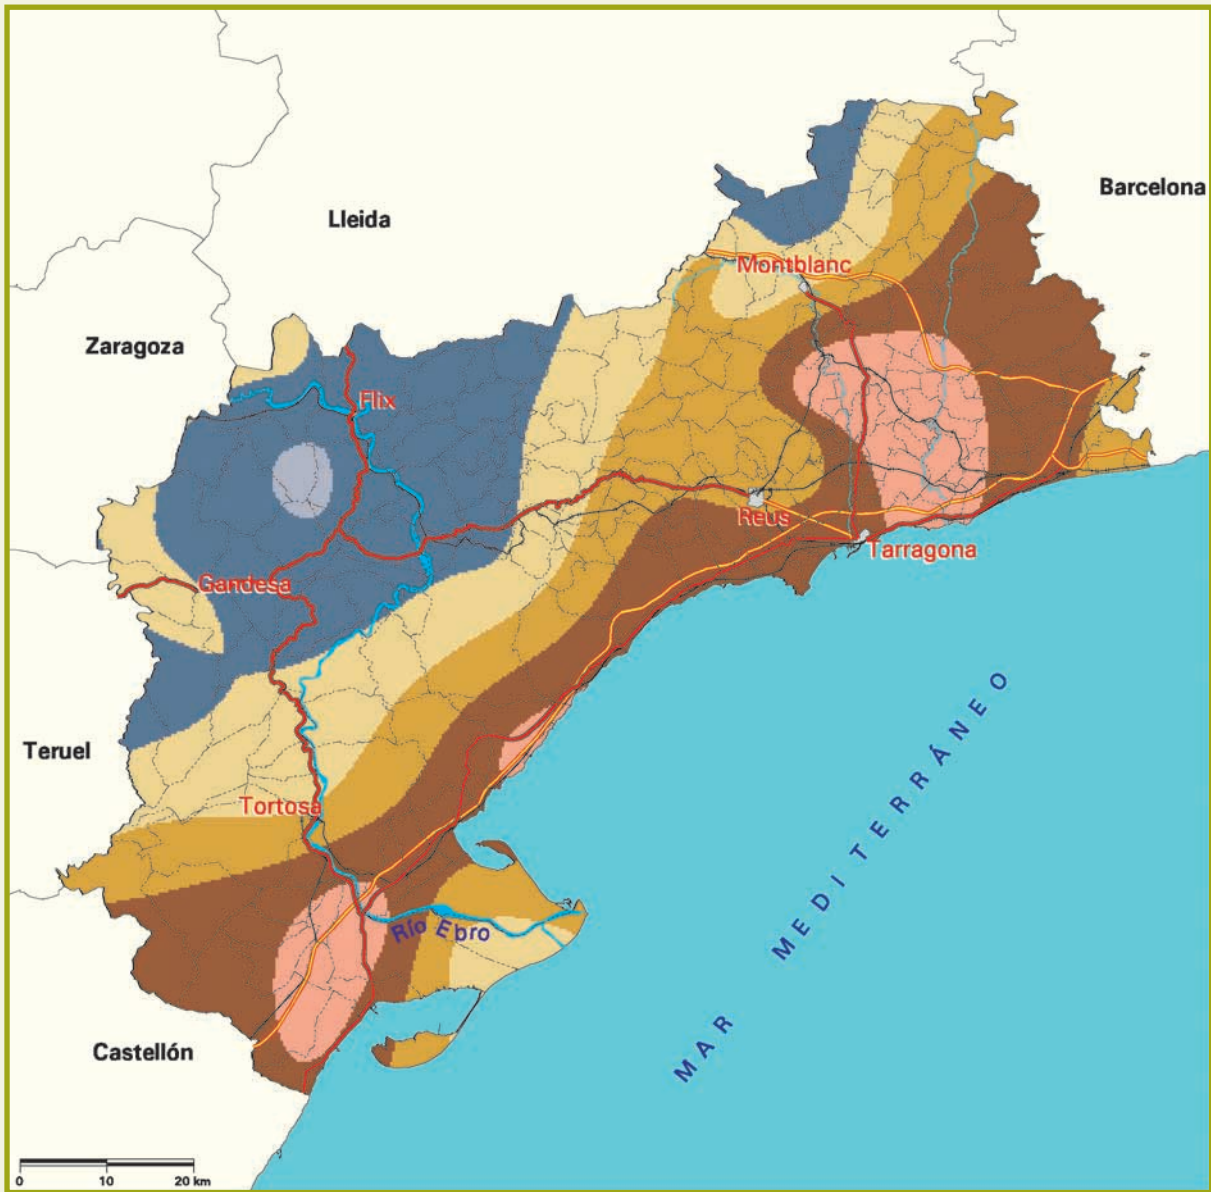 Barcelona
Lleida
Montblanc
Zaragoza
Flix
Reus
Tarragona
Gandesa
Teruel
Tortosa
Río Ebro
MAR MEDITERRÁNEO
Castellón
0 10 20 km